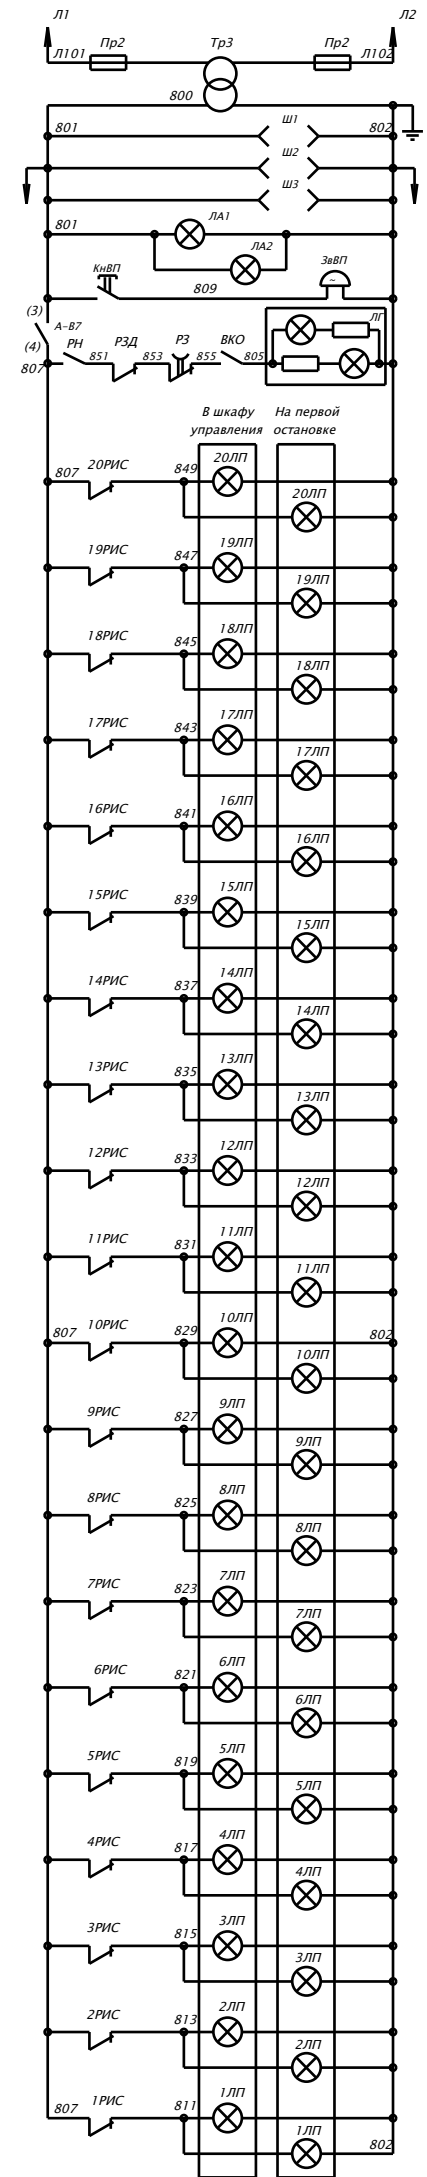 Л1 Л2
Пр2 Тр3 Пр2
Л101 Л102
800
801 Ш1 802
Ш2
Ш3
801 ЛА1
ЛА2
КнВП ЗвВП
809 ~
(3)
А-В7 ЛГ
(4) РН РЗД РЗ ВКО
807 851 853 855 805
В шкафу На первой
управления остановке
807 20РИС 849 20ЛП
20ЛП
19РИС 847 19ЛП
19ЛП
18РИС 845 18ЛП
18ЛП
17РИС 843 17ЛП
17ЛП
16РИС 841 16ЛП
16ЛП
15РИС 839 15ЛП
15ЛП
14РИС 837 14ЛП
14ЛП
13РИС 835 13ЛП
13ЛП
12РИС 833 12ЛП
12ЛП
11РИС 831 11ЛП
11ЛП
807 10РИС 829 10ЛП 802
10ЛП
9РИС 827 9ЛП
9ЛП
8РИС 825 8ЛП
8ЛП
7РИС 823 7ЛП
7ЛП
6РИС 821 6ЛП
6ЛП
5РИС 819 5ЛП
5ЛП
4РИС 817 4ЛП
4ЛП
3РИС 815 3ЛП
3ЛП
2РИС 813 2ЛП
2ЛП
807 1РИС 811 1ЛП
1ЛП 802